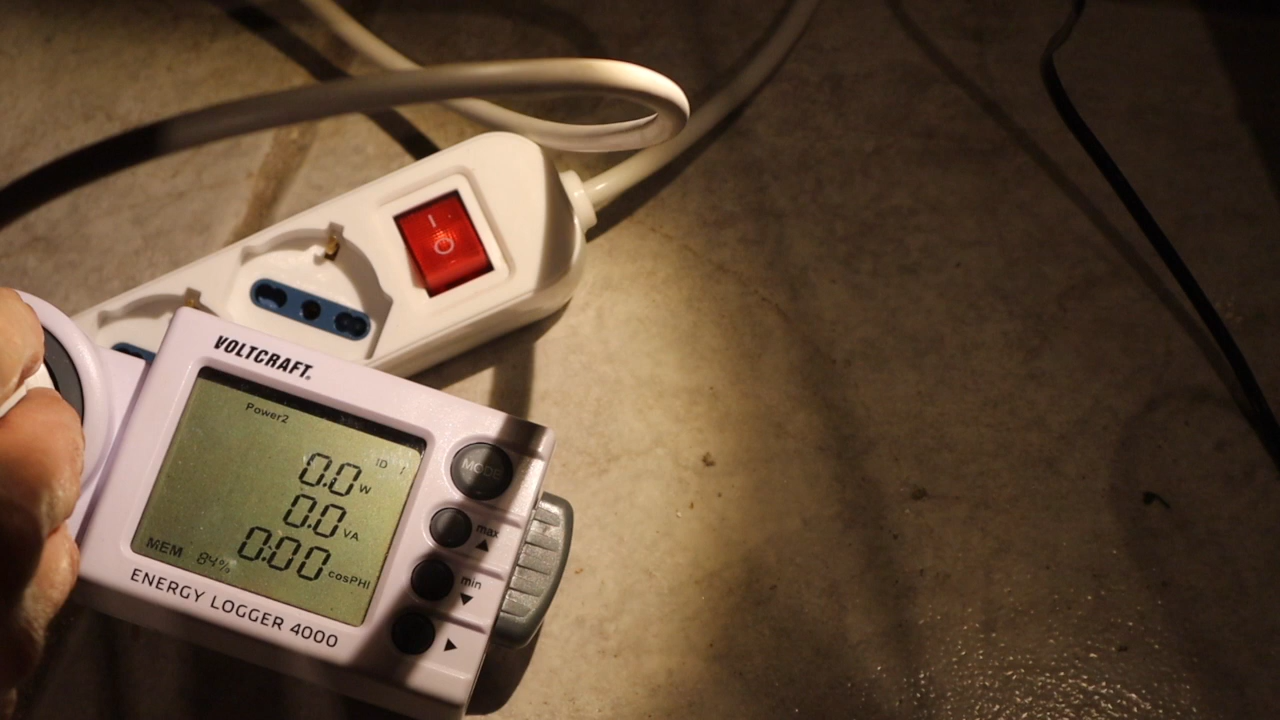 I
O
VOLTCRAFT®
Power2
ID 1
0.0 W
0.0 VA
0:00 cosPHI
MEM 84%
ENERGY LOGGER 4000
MODE
max
min